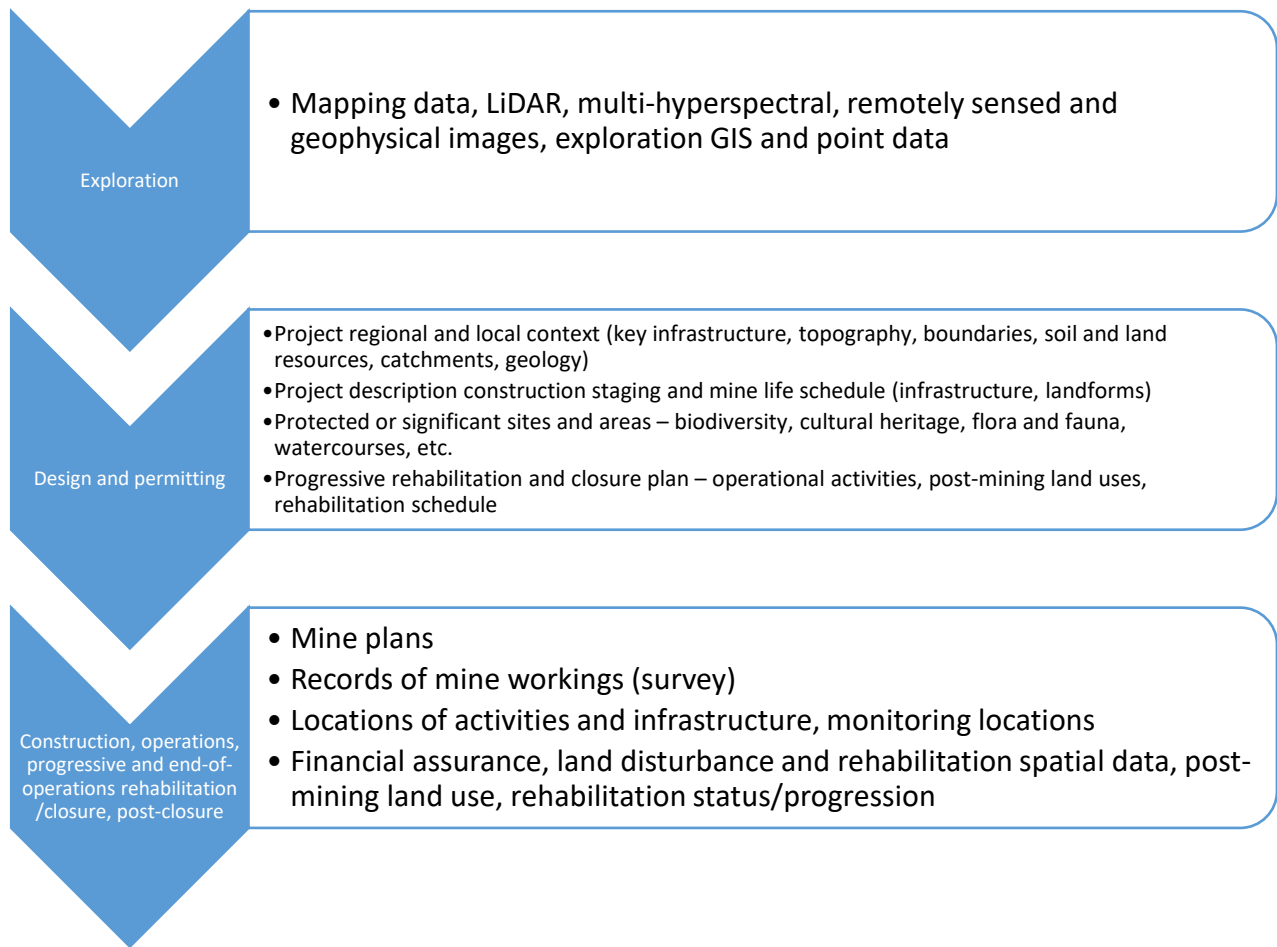 Exploration
• Mapping data, LiDAR, multi-hyperspectral, remotely sensed and
geophysical images, exploration GIS and point data
Design and permitting
•Project regional and local context (key infrastructure, topography, boundaries, soil and land
resources, catchments, geology)
•Project description construction staging and mine life schedule (infrastructure, landforms)
•Protected or significant sites and areas – biodiversity, cultural heritage, flora and fauna,
watercourses, etc.
•Progressive rehabilitation and closure plan – operational activities, post-mining land uses,
rehabilitation schedule
Construction, operations,
progressive and end-of-
operations rehabilitation
/closure, post-closure
• Mine plans
• Records of mine workings (survey)
• Locations of activities and infrastructure, monitoring locations
• Financial assurance, land disturbance and rehabilitation spatial data, post-
mining land use, rehabilitation status/progression